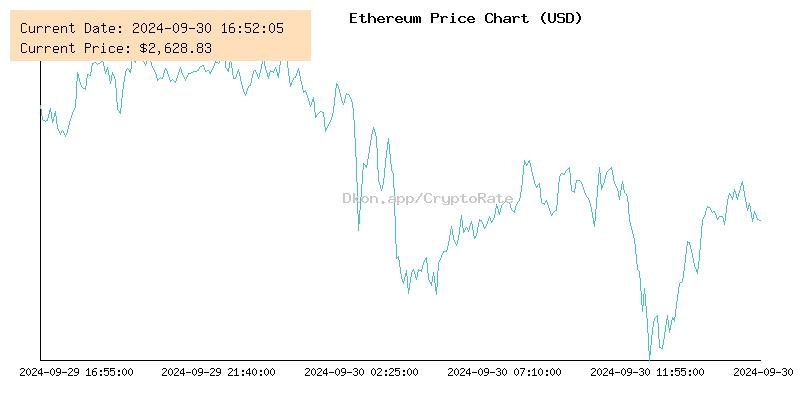 Ethereum Price Chart (USD)
Current Date: 2024-09-30 16:52:05
Current Price: $2,628.83
Dkon.app/CryptoRate
2024-09-29 16:55:00 2024-09-29 21:40:00 2024-09-30 02:25:00 2024-09-30 07:10:00 2024-09-30 11:55:00 2024-09-30